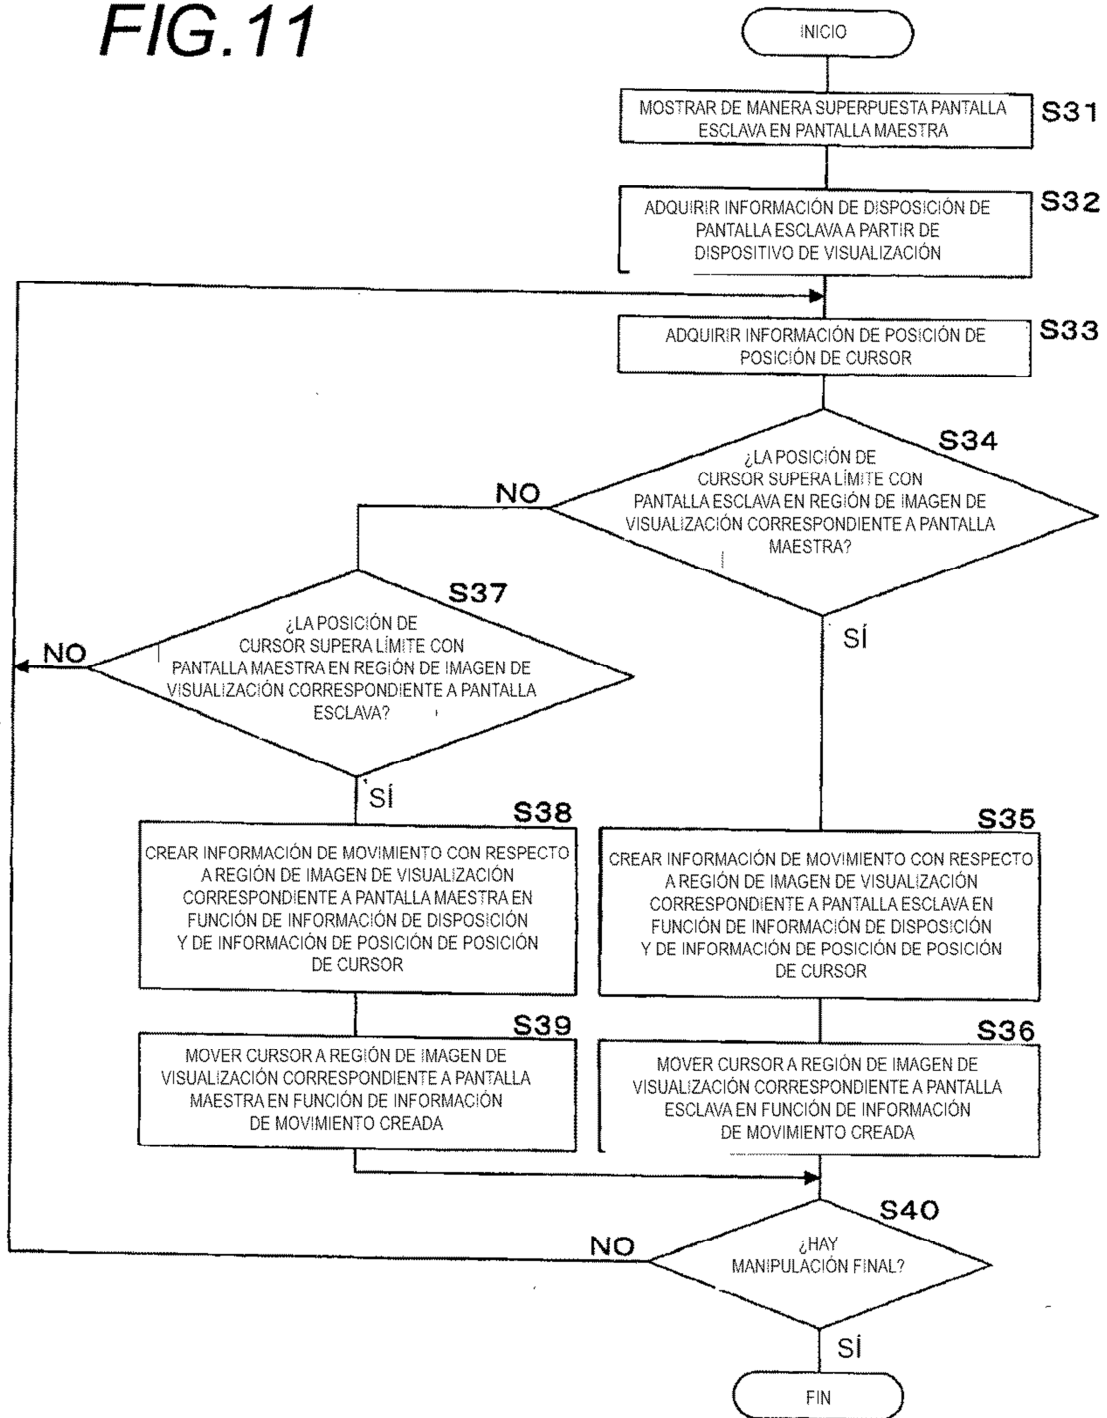 FIG.11
INICIO
MOSTRAR DE MANERA SUPERPUESTA PANTALLA
ESCLAVA EN PANTALLA MAESTRA
S31
ADQUIRIR INFORMACIÓN DE DISPOSICIÓN DE
PANTALLA ESCLAVA A PARTIR DE
DISPOSITIVO DE VISUALIZACIÓN
S32
ADQUIRIR INFORMACIÓN DE POSICIÓN DE
POSICIÓN DE CURSOR
S33
S34
¿LA POSICIÓN DE
CURSOR SUPERA LÍMITE CON
PANTALLA ESCLAVA EN REGIÓN DE IMAGEN DE
VISUALIZACIÓN CORRESPONDIENTE A PANTALLA
MAESTRA?
NO
SÍ
S37
¿LA POSICIÓN DE
CURSOR SUPERA LÍMITE CON
PANTALLA MAESTRA EN REGIÓN DE IMAGEN DE
VISUALIZACIÓN CORRESPONDIENTE A PANTALLA
ESCLAVA?
NO
SÍ
S38
CREAR INFORMACIÓN DE MOVIMIENTO CON RESPECTO
A REGIÓN DE IMAGEN DE VISUALIZACIÓN
CORRESPONDIENTE A PANTALLA MAESTRA EN
FUNCIÓN DE INFORMACIÓN DE DISPOSICIÓN
Y DE INFORMACIÓN DE POSICIÓN DE POSICIÓN
DE CURSOR
S35
CREAR INFORMACIÓN DE MOVIMIENTO CON RESPECTO
A REGIÓN DE IMAGEN DE VISUALIZACIÓN
CORRESPONDIENTE A PANTALLA ESCLAVA EN
FUNCIÓN DE INFORMACIÓN DE DISPOSICIÓN
Y DE INFORMACIÓN DE POSICIÓN DE POSICIÓN
DE CURSOR
S39
MOVER CURSOR A REGIÓN DE IMAGEN DE
VISUALIZACIÓN CORRESPONDIENTE A PANTALLA
MAESTRA EN FUNCIÓN DE INFORMACIÓN
DE MOVIMIENTO CREADA
S36
MOVER CURSOR A REGIÓN DE IMAGEN DE
VISUALIZACIÓN CORRESPONDIENTE A PANTALLA
ESCLAVA EN FUNCIÓN DE INFORMACIÓN
DE MOVIMIENTO CREADA
S40
¿HAY
MANIPULACIÓN FINAL?
NO
SÍ
FIN